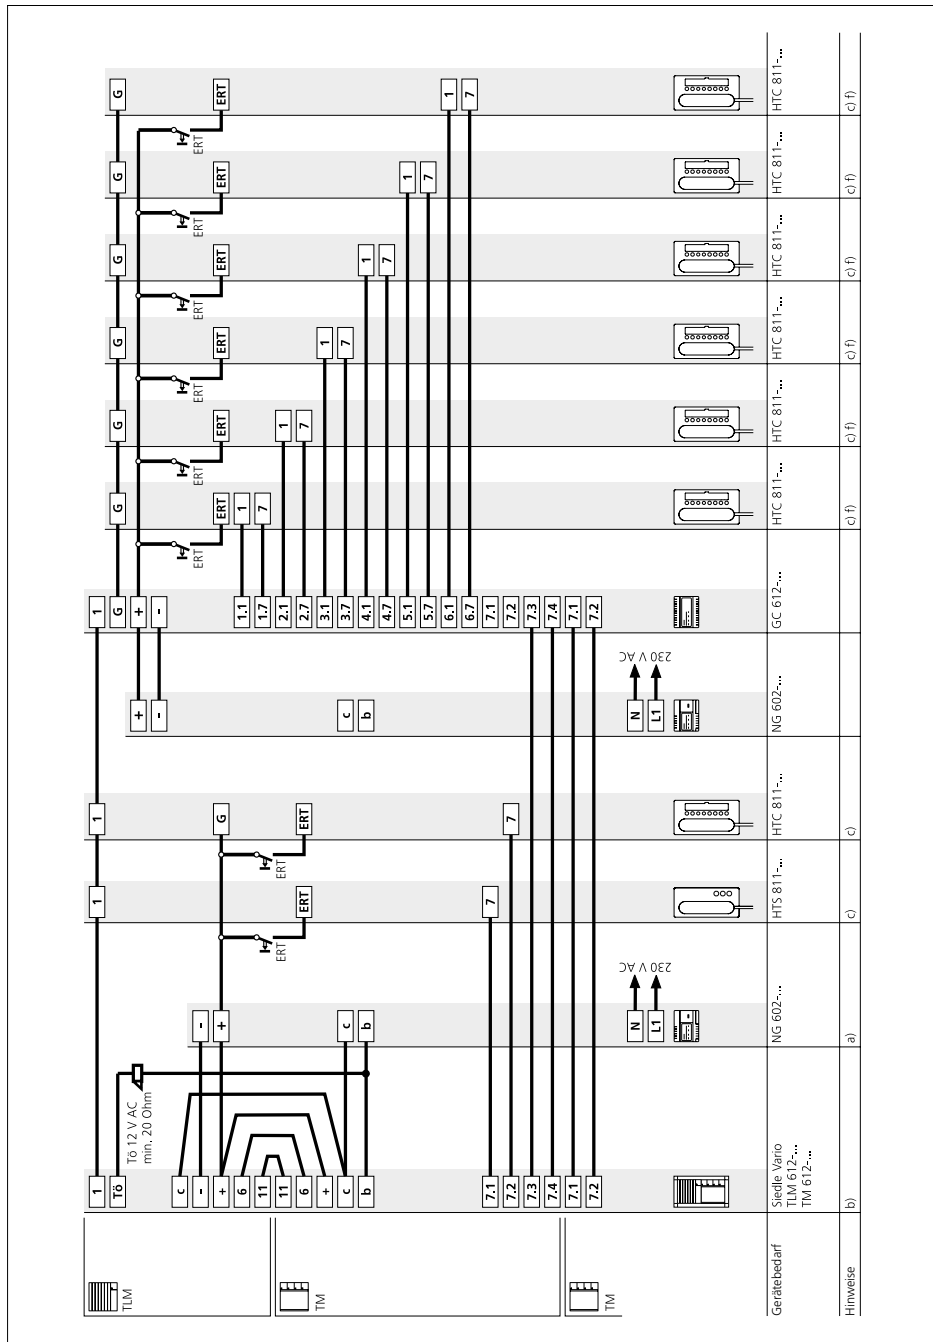 1 1 1 1
Tö G G G G G G G
TLM
Tö 12 V AC
min. 20 Ohm
+ +
- -
c
- -
ERT ERT ERT ERT ERT ERT
+ + G ERT ERT ERT ERT ERT ERT
6 1.1 1
11 1.7 7
11 ERT ERT 2.1 1
6 ERT ERT 2.7 7
TM
+ 3.1 1
c c c 3.7 7
b b b 4.1 1
4.7 7
5.1 1
5.7 7
6.1 1
6.7 7
7.1 7 7.1
7.2 7 7.2
7.3 7.3
7.4 7.4
7.1 7.1
7.2 7.2
TM
N N
230 V AC 230 V AC
L1 L1
Gerätebedarf
Siedle Vario
TLM 612-...
TM 612-...
NG 602-...
HTS 811-...
HTC 811-...
NG 602-...
GC 612-...
HTC 811-...
HTC 811-...
HTC 811-...
HTC 811-...
HTC 811-...
HTC 811-...
Hinweise
b)
a)
c)
c)
c) f)
c) f)
c) f)
c) f)
c) f)
c) f)